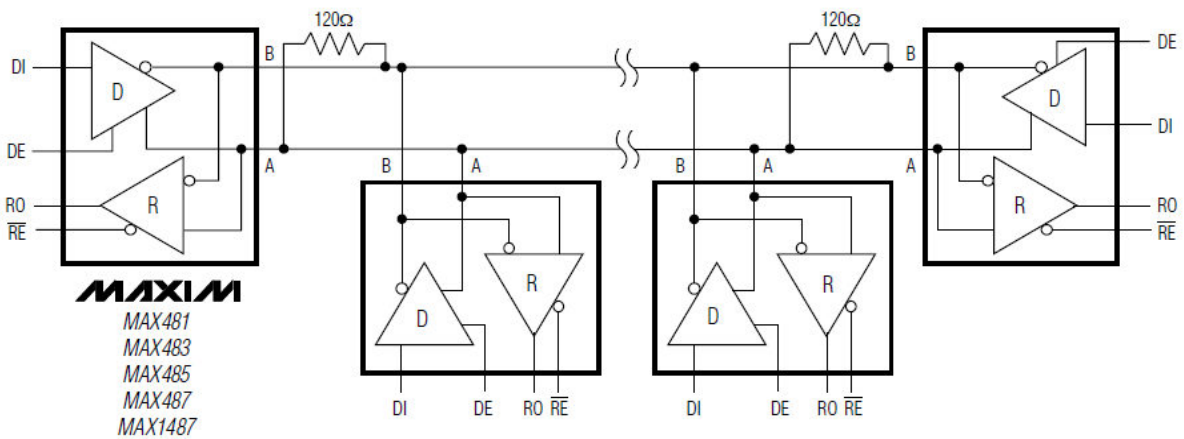 120Ω 120Ω
B B
DI D D DE
DI
DE
A B A B A A
RO R R RO
RE RE
MAXIM
MAX481
MAX483
MAX485
MAX487
MAX1487
R R
D D
DI DE RO RE DI DE RO RE